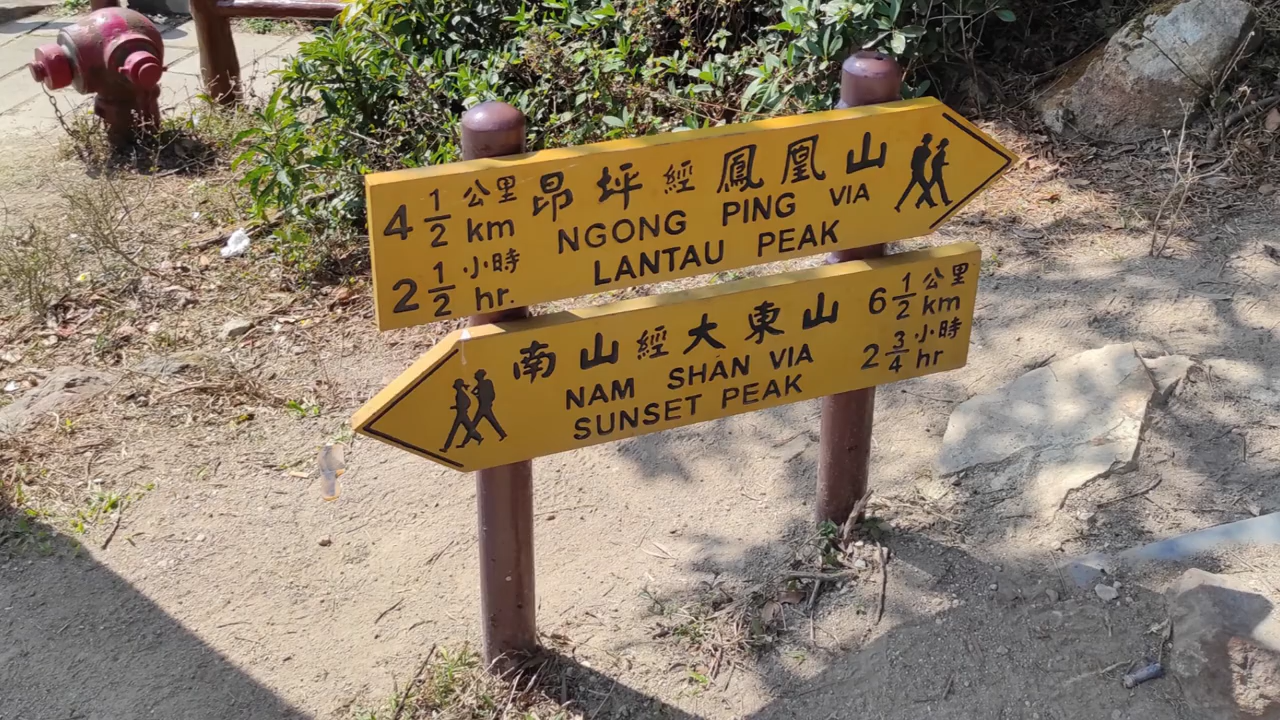 4 1/2 公里 km
2 1/2 小時 hr.
昂坪經鳳凰山
NGONG PING VIA
LANTAU PEAK
南山經大東山
NAM SHAN VIA
SUNSET PEAK
6 1/2 公里 km
2 3/4 小時 hr